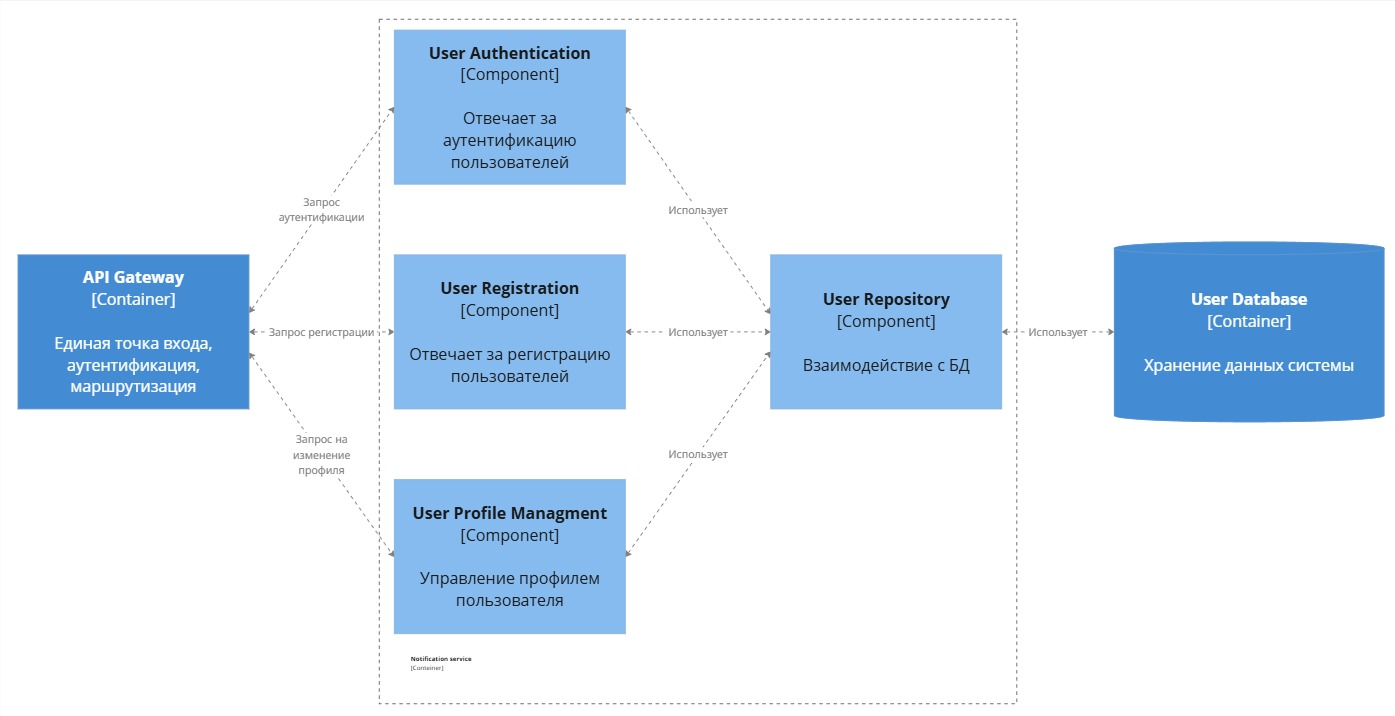 User Authentication
[Component]
Отвечает за
аутентификацию
пользователей
Запрос
аутентификации
Использует
API Gateway
[Container]
Единая точка входа,
аутентификация,
маршрутизация
Запрос регистрации
User Registration
[Component]
Отвечает за регистрацию
пользователей
Использует
User Repository
[Component]
Взаимодействие с БД
Использует
User Database
[Container]
Хранение данных системы
Запрос на
изменение
профиля
Использует
User Profile Managment
[Component]
Управление профилем
пользователя
Notification service
[Container]